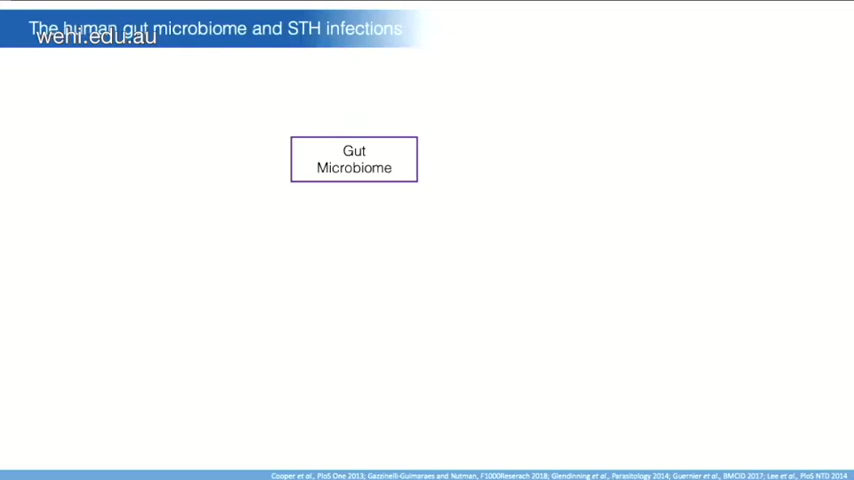 The human gut microbiome and STH infections
wehi.edu.au
Gut
Microbiome
Cooper et al., PloS One 2013; Gazzinelli-Guimaraes and Nutman, F1000Reserach 2018; Glendinning et al., Parasitology 2014; Guernier et al., BMCID 2017; Lee et al., PloS NTD 2014